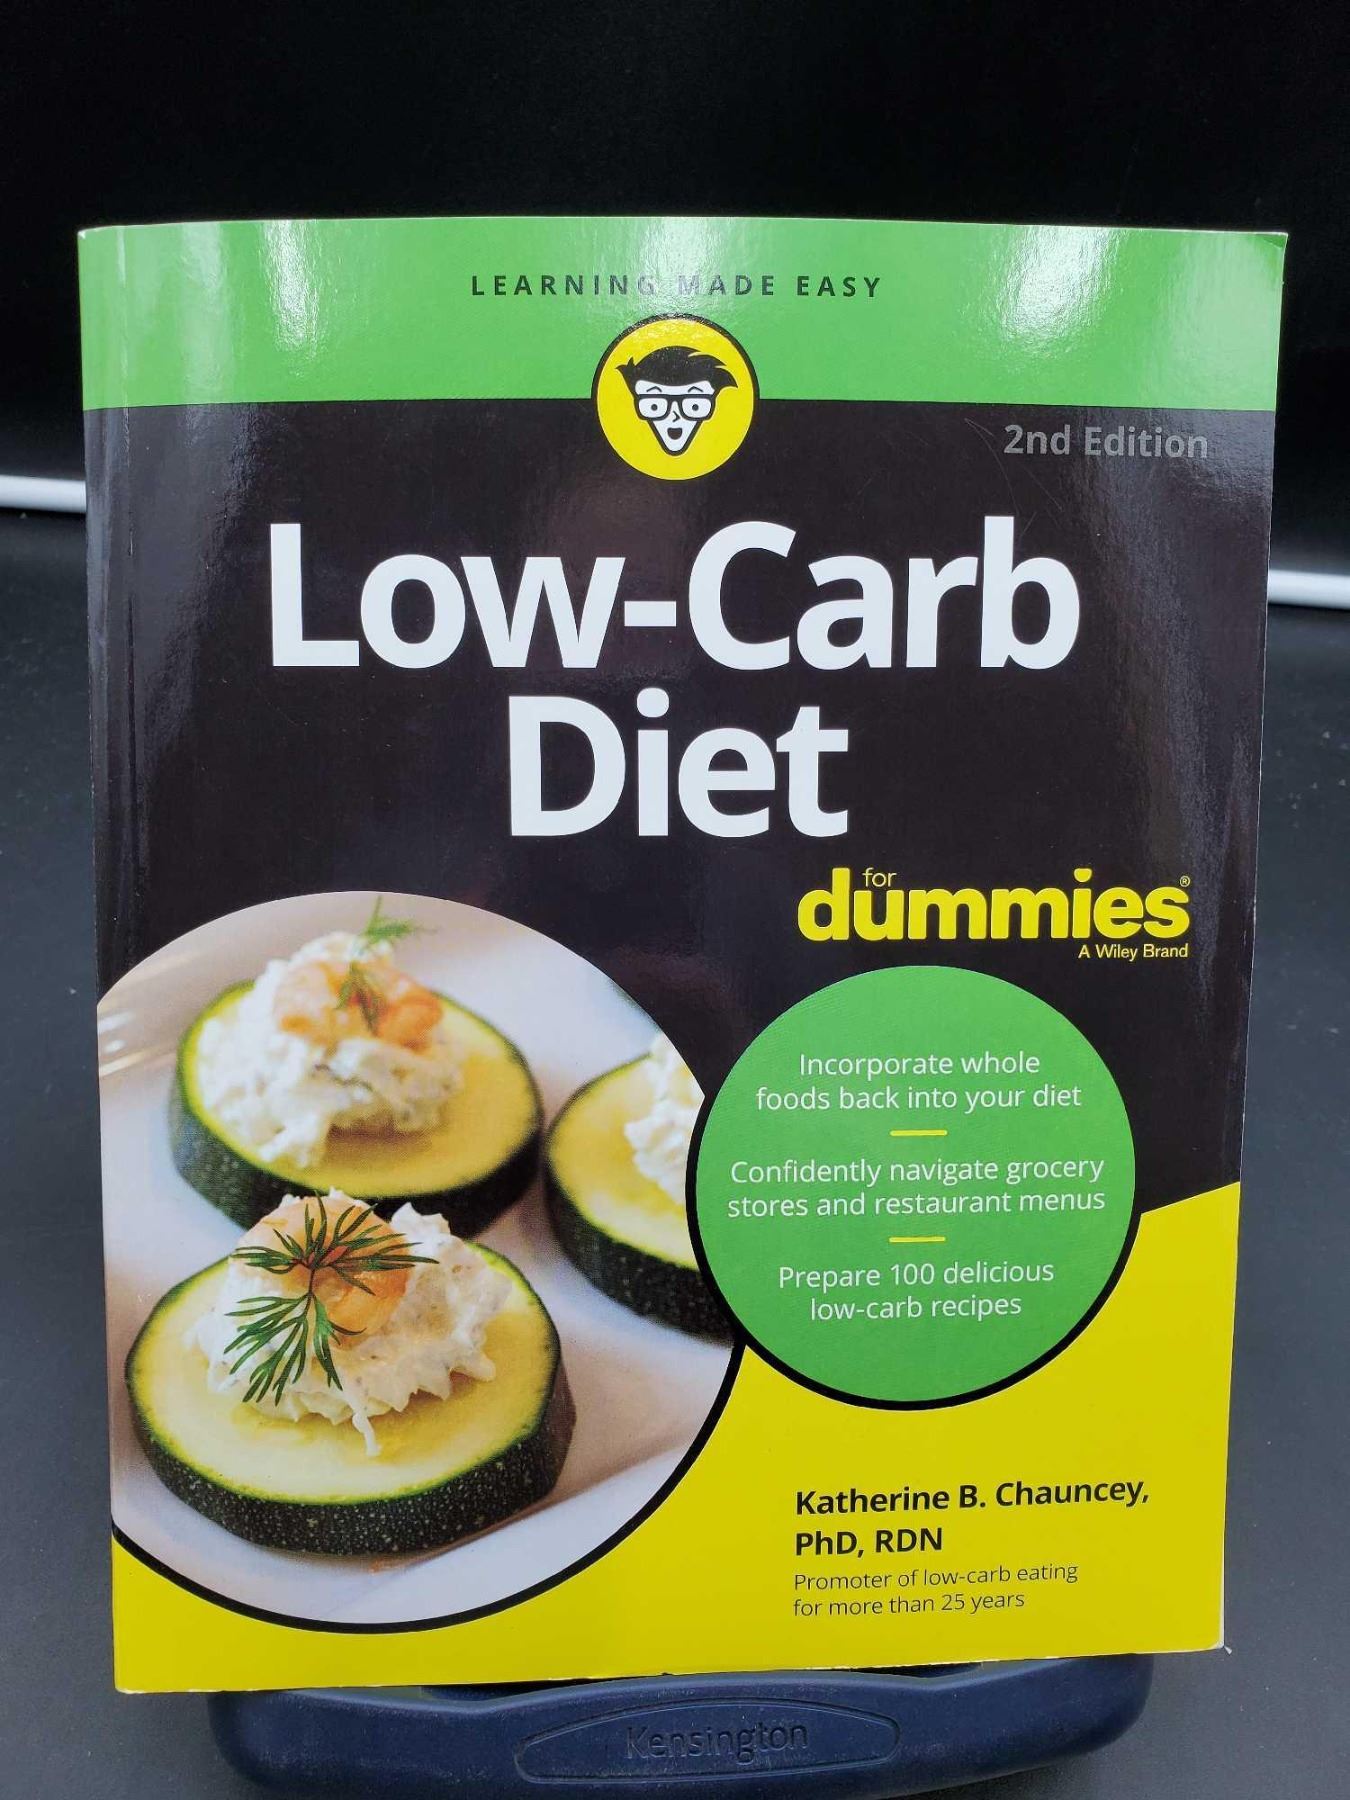 LEARNING MADE EASY
2nd Edition
Low-Carb
Diet
for
dummies®
A Wiley Brand
Incorporate whole
foods back into your diet
Confidently navigate grocery
stores and restaurant menus
Prepare 100 delicious
low-carb recipes
Katherine B. Chauncey,
PhD, RDN
Promoter of low-carb eating
for more than 25 years
Kensington